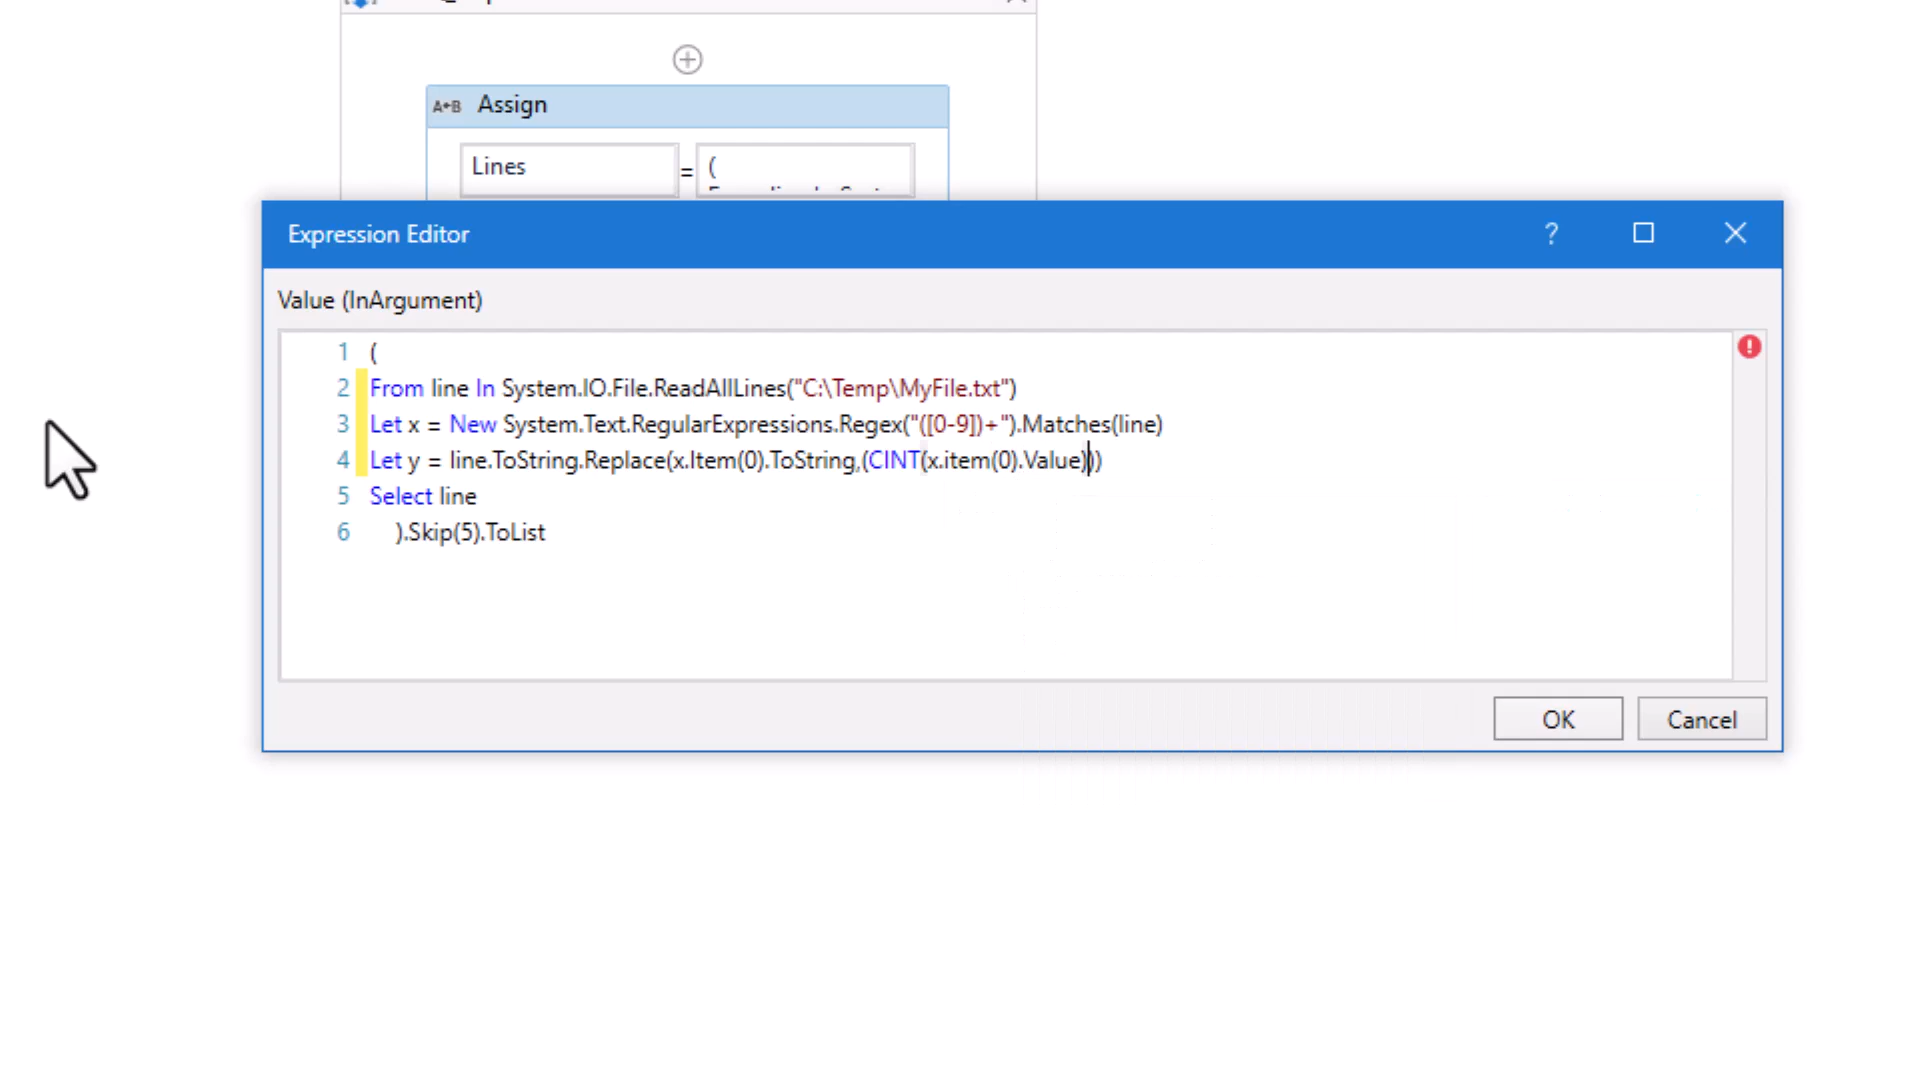 A←B Assign
Lines = (
Expression Editor ?
Value (InArgument)
1 (
2 From line In System.IO.File.ReadAllLines("C:\Temp\MyFile.txt")
3 Let x = New System.Text.RegularExpressions.Regex("([0-9])+").Matches(line)
4 Let y = line.ToString.Replace(x.Item(0).ToString,(CINT(x.item(0).Value)))
5 Select line
6 ).Skip(5).ToList
OK Cancel